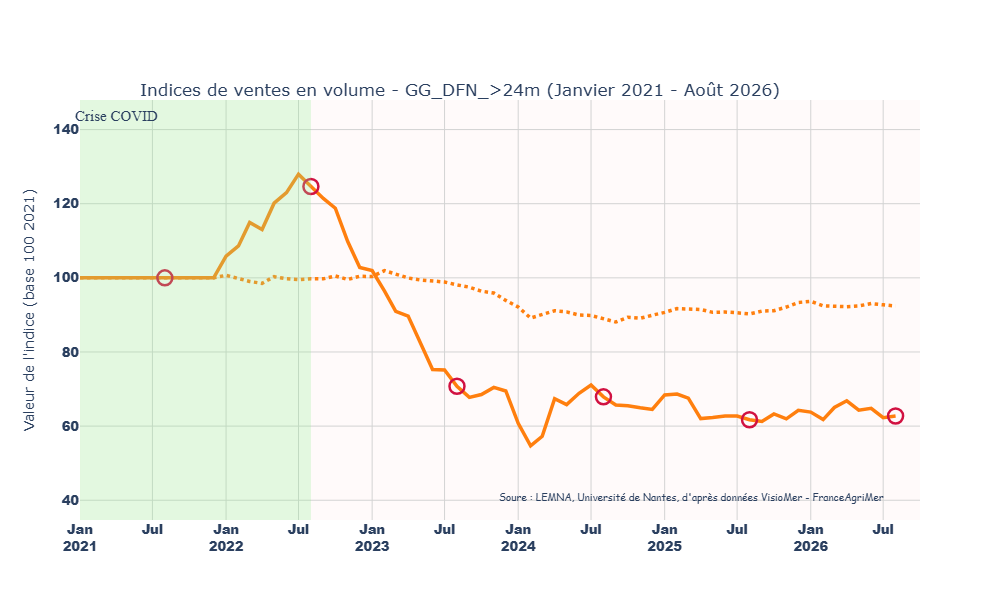 Indices de ventes en volume - GG_DFN_>24m (Janvier 2021 - Août 2026)
Crise COVID
Valeur de l'indice (base 100 2021)
140
120
100
80
60
40
Soure : LEMNA, Université de Nantes, d'après données VisioMer - FranceAgriMer
Jan Jul Jan Jul Jan Jul Jan Jul Jan Jul Jan Jul
2021 2022 2023 2024 2025 2026